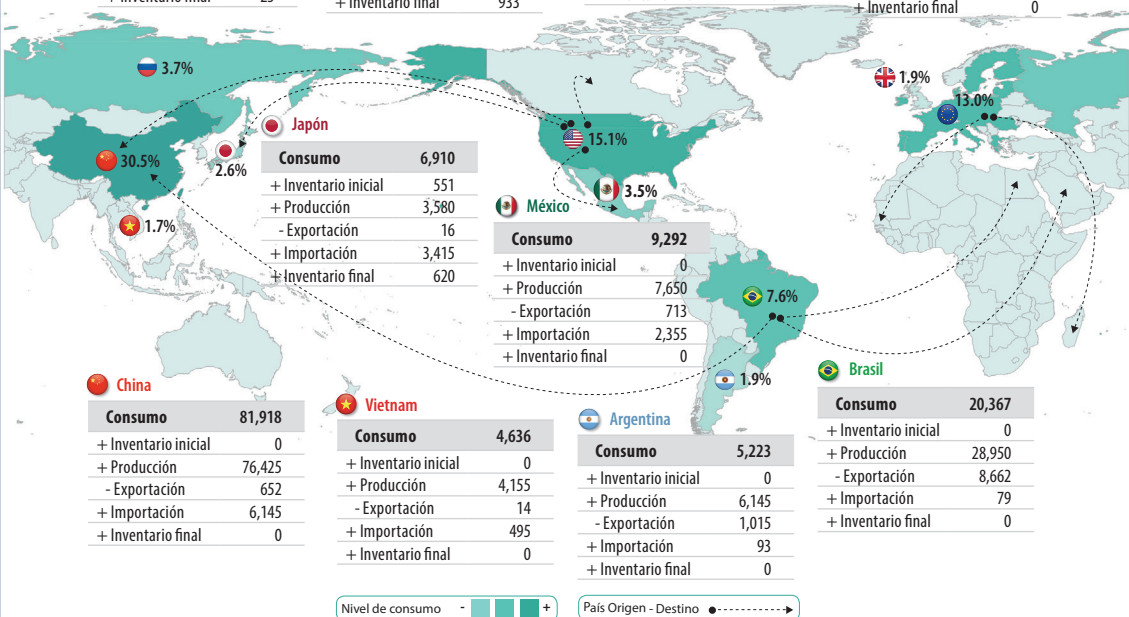 + Inventario final 933
+ Inventario final 0
3.7%
1.9%
13.0%
15.1%
30.5%
2.6%
1.7%
3.5%
7.6%
1.9%
Japón
Consumo 6,910
+ Inventario inicial 551
+ Producción 3,580
- Exportación 16
+ Importación 3,415
+ Inventario final 620
México
Consumo 9,292
+ Inventario inicial 0
+ Producción 7,650
- Exportación 713
+ Importación 2,355
+ Inventario final 0
China
Consumo 81,918
+ Inventario inicial 0
+ Producción 76,425
- Exportación 652
+ Importación 6,145
+ Inventario final 0
Vietnam
Consumo 4,636
+ Inventario inicial 0
+ Producción 4,155
- Exportación 14
+ Importación 495
+ Inventario final 0
Argentina
Consumo 5,223
+ Inventario inicial 0
+ Producción 6,145
- Exportación 1,015
+ Importación 93
+ Inventario final 0
Brasil
Consumo 20,367
+ Inventario inicial 0
+ Producción 28,950
- Exportación 8,662
+ Importación 79
+ Inventario final 0
Nivel de consumo - +
País Origen - Destino